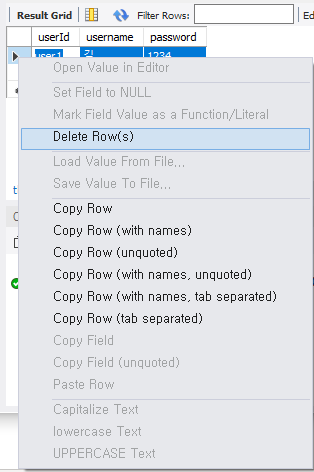 Result Grid Filter Rows: Ed
userId username password
user1 김 1234
Open Value in Editor
Set Field to NULL
Mark Field Value as a Function/Literal
Delete Row(s)
Load Value From File...
Save Value To File...
Copy Row
Copy Row (with names)
Copy Row (unquoted)
Copy Row (with names, unquoted)
Copy Row (with names, tab separated)
Copy Row (tab separated)
Copy Field
Copy Field (unquoted)
Paste Row
Capitalize Text
lowercase Text
UPPERCASE Text